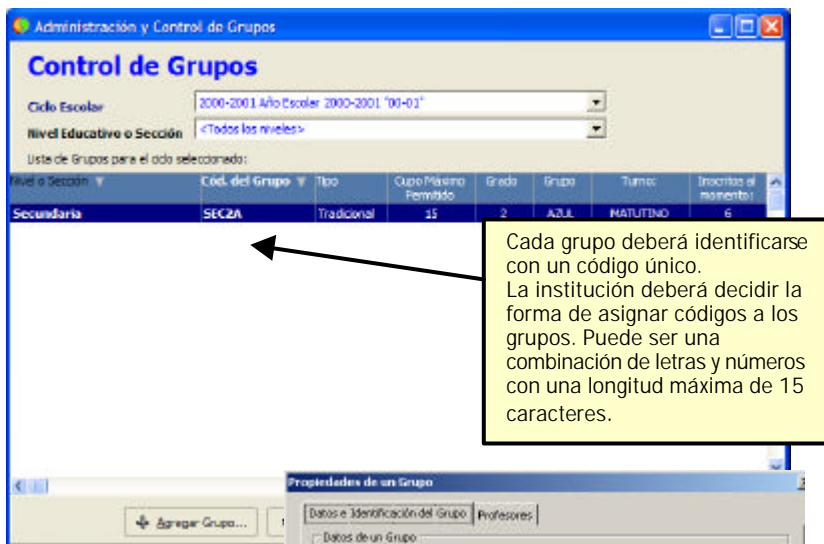 Administración y Control de Grupos
Control de Grupos
Ciclo Escolar
2000-2001 Año Escolar 2000-2001 "00-01"
Nivel Educativo o Sección
<Todos los niveles>
Lista de Grupos para el ciclo seleccionado:
Nivel o Sección Cód. del Grupo Tipo Cupo Máximo Permitido Grado Grupo Turno: Inscritos al momento:
Secundaria SEC2A Tradicional 15 2 AZUL MATUTINO 6
Cada grupo deberá identificarse
con un código único.
La institución deberá decidir la
forma de asignar códigos a los
grupos. Puede ser una
combinación de letras y números
con una longitud máxima de 15
caracteres.
Propiedades de un Grupo
Datos e Identificación del Grupo Profesores
Datos de un Grupo
Agregar Grupo...